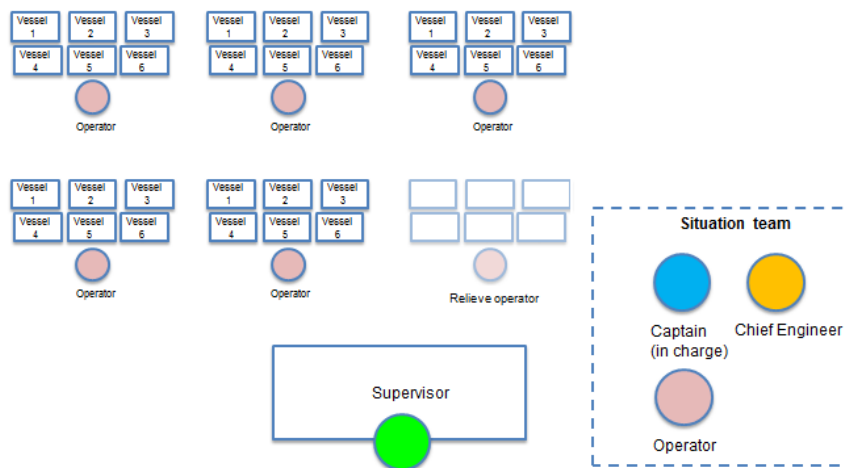 Vessel 1 Vessel 2 Vessel 3 Vessel 1 Vessel 2 Vessel 3 Vessel 1 Vessel 2 Vessel 3
Vessel 4 Vessel 5 Vessel 6 Vessel 4 Vessel 5 Vessel 6 Vessel 4 Vessel 5 Vessel 6
Operator Operator Operator
Vessel 1 Vessel 2 Vessel 3 Vessel 1 Vessel 2 Vessel 3
Vessel 4 Vessel 5 Vessel 6 Vessel 4 Vessel 5 Vessel 6
Operator Operator Relieve operator
Situation team
Captain
(in charge)
Chief Engineer
Operator
Supervisor